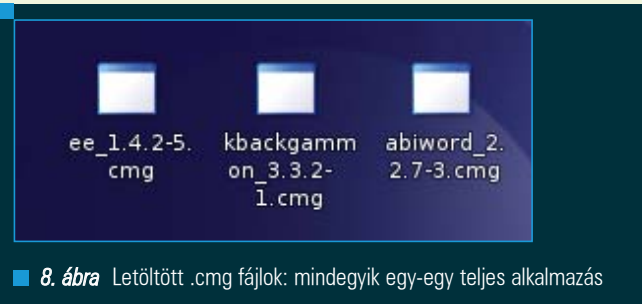 ee_1.4.2-5.
cmg
kbackgamm
on_3.3.2-
1.cmg
abiword_2.
2.7-3.cmg
8. ábra Letöltött .cmg fájlok: mindegyik egy-egy teljes alkalmazás